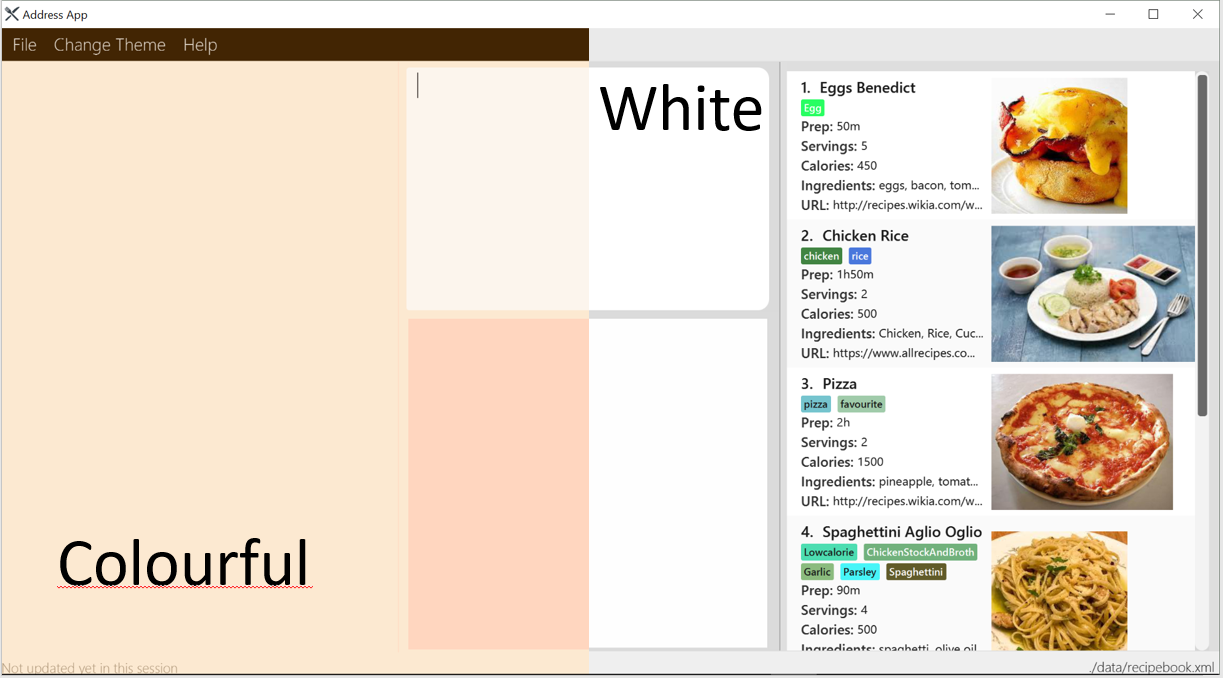 Address App
File Change Theme Help
White
Colourful
1. Eggs Benedict
Egg
Prep: 50m
Servings: 5
Calories: 450
Ingredients: eggs, bacon, tom...
URL: http://recipes.wikia.com/w...
2. Chicken Rice
chicken rice
Prep: 1h50m
Servings: 2
Calories: 500
Ingredients: Chicken, Rice, Cuc...
URL: https://www.allrecipes.co...
3. Pizza
pizza favourite
Prep: 2h
Servings: 2
Calories: 1500
Ingredients: pineapple, tomat...
URL: http://recipes.wikia.com/w...
4. Spaghettini Aglio Oglio
Lowcalorie ChickenStockAndBroth
Garlic Parsley Spaghettini
Prep: 90m
Servings: 4
Calories: 500
Ingredients: spaghetti, olive oil
Not updated yet in this session
./data/recipebook.xml